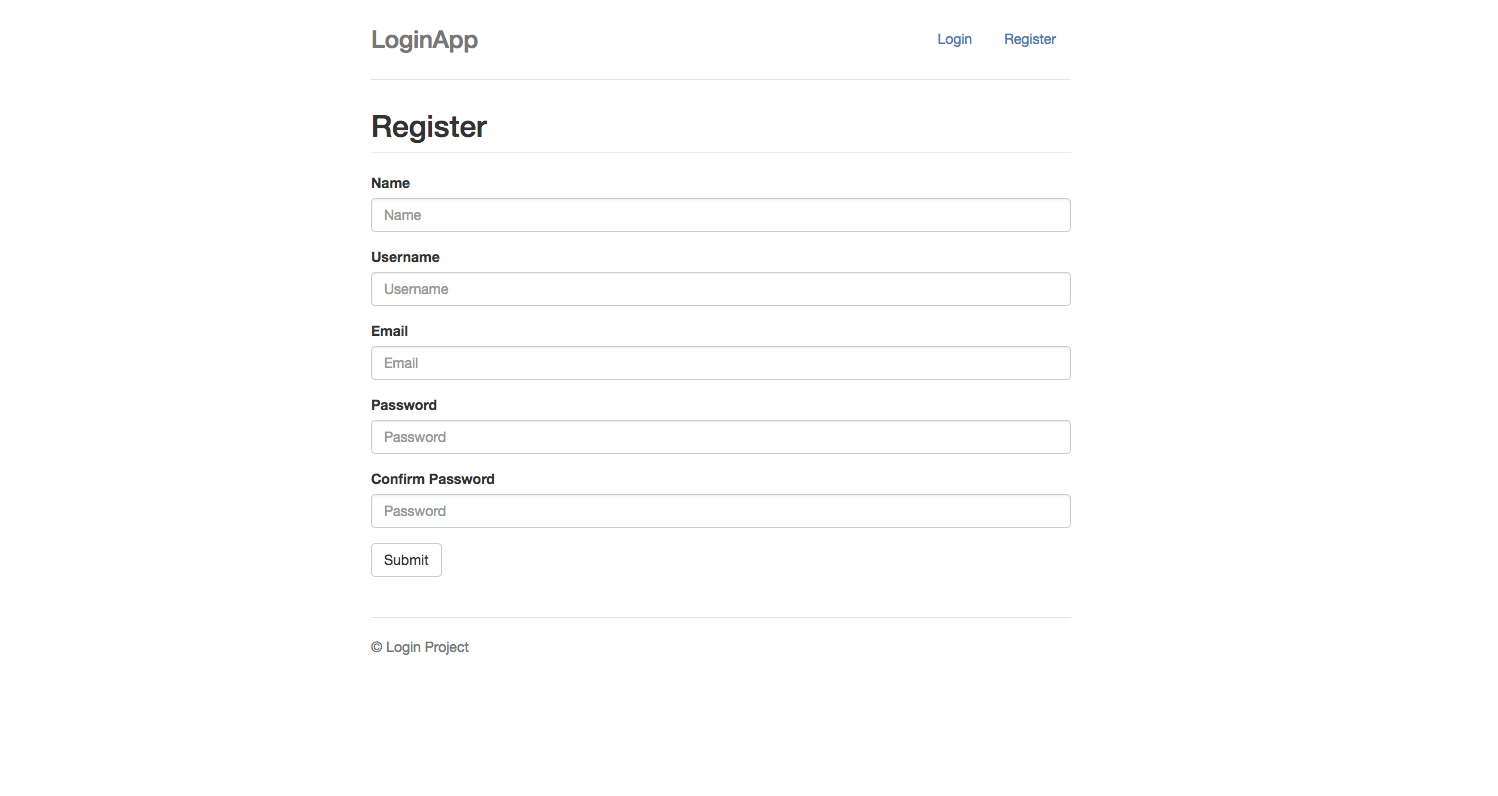 LoginApp
Login
Register
Register
Name
Name
Username
Username
Email
Email
Password
Password
Confirm Password
Password
Submit
© Login Project